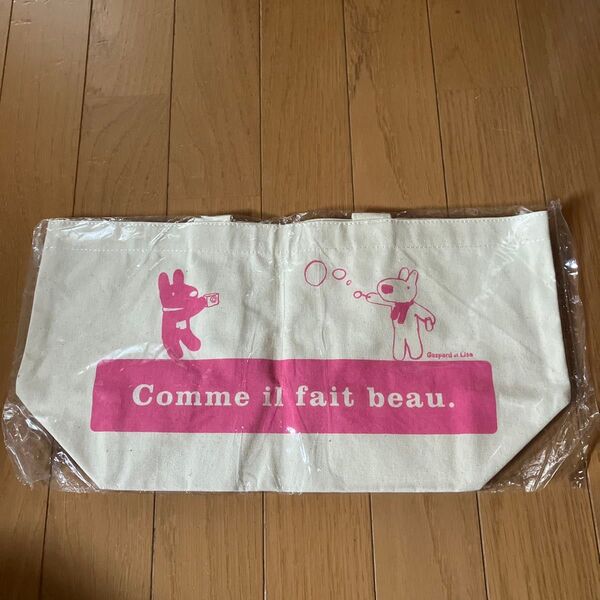 Gaspard et Lisa
Comme il fait beau.